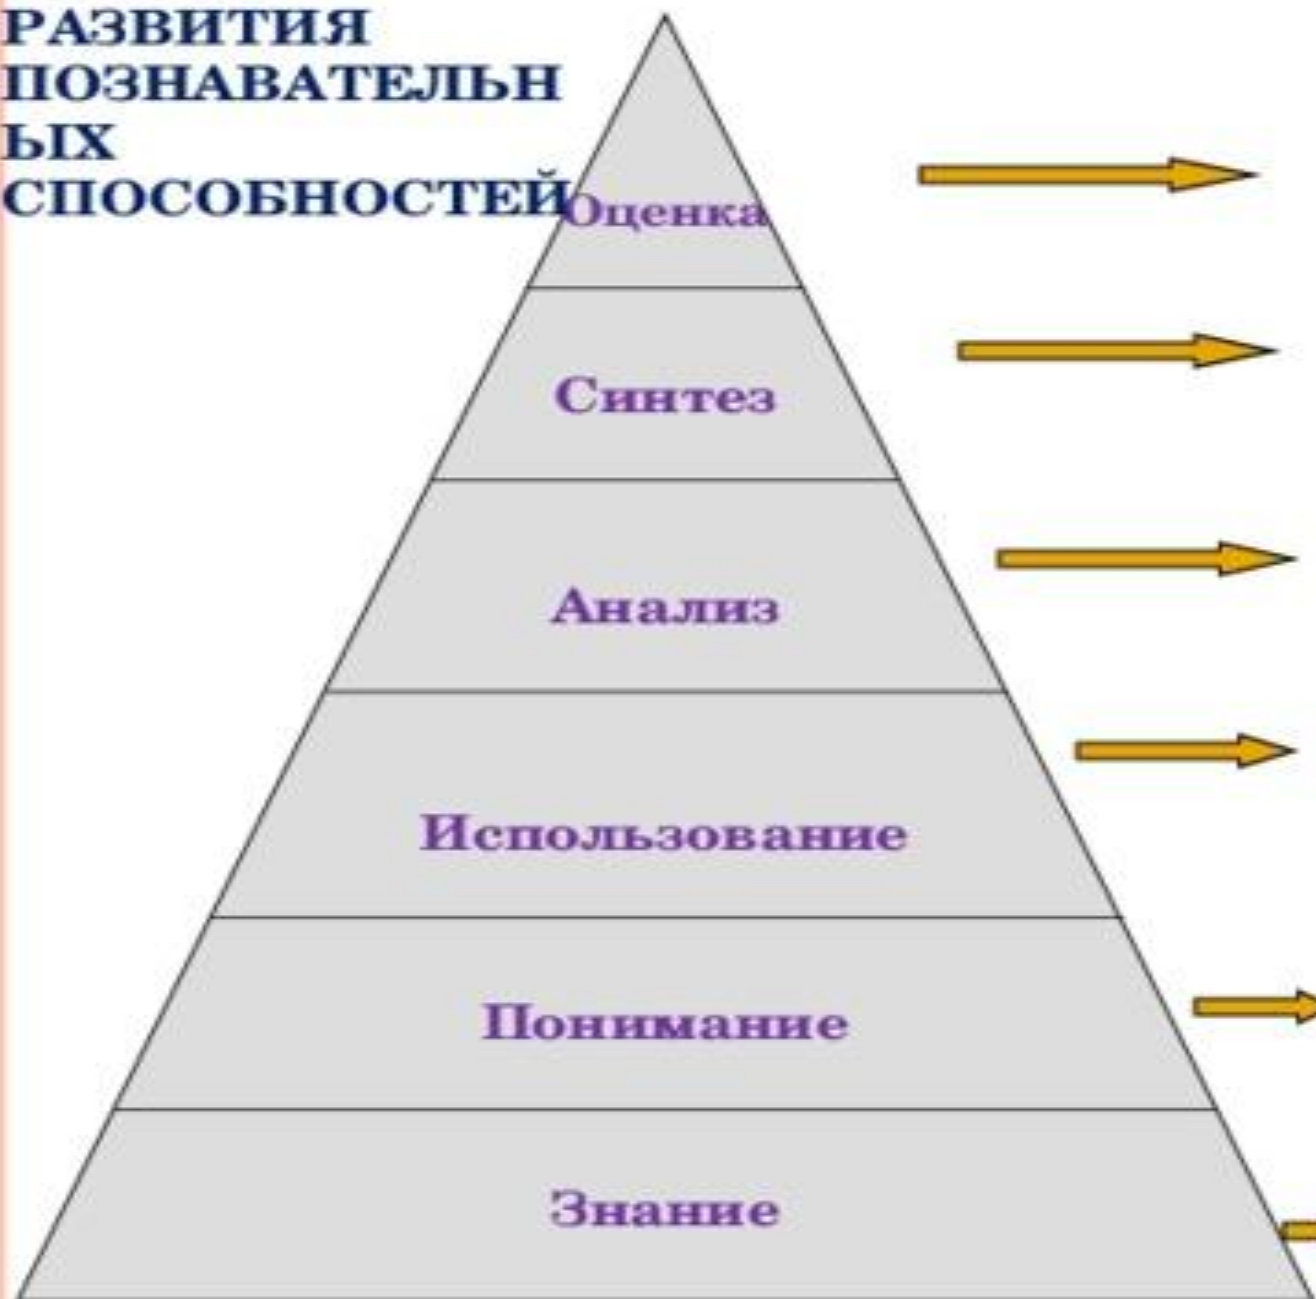 РАЗВИТИЯ
ПОЗНАВАТЕЛЬН
ЫХ
СПОСОБНОСТЕЙ
Оценка
Синтез
Анализ
Использование
Понимание
Знание